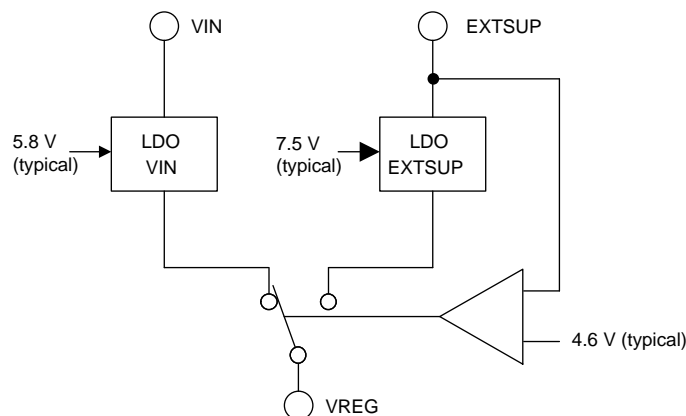 VIN
EXTSUP
5.8 V
(typical)
LDO
VIN
7.5 V
(typical)
LDO
EXTSUP
4.6 V (typical)
VREG